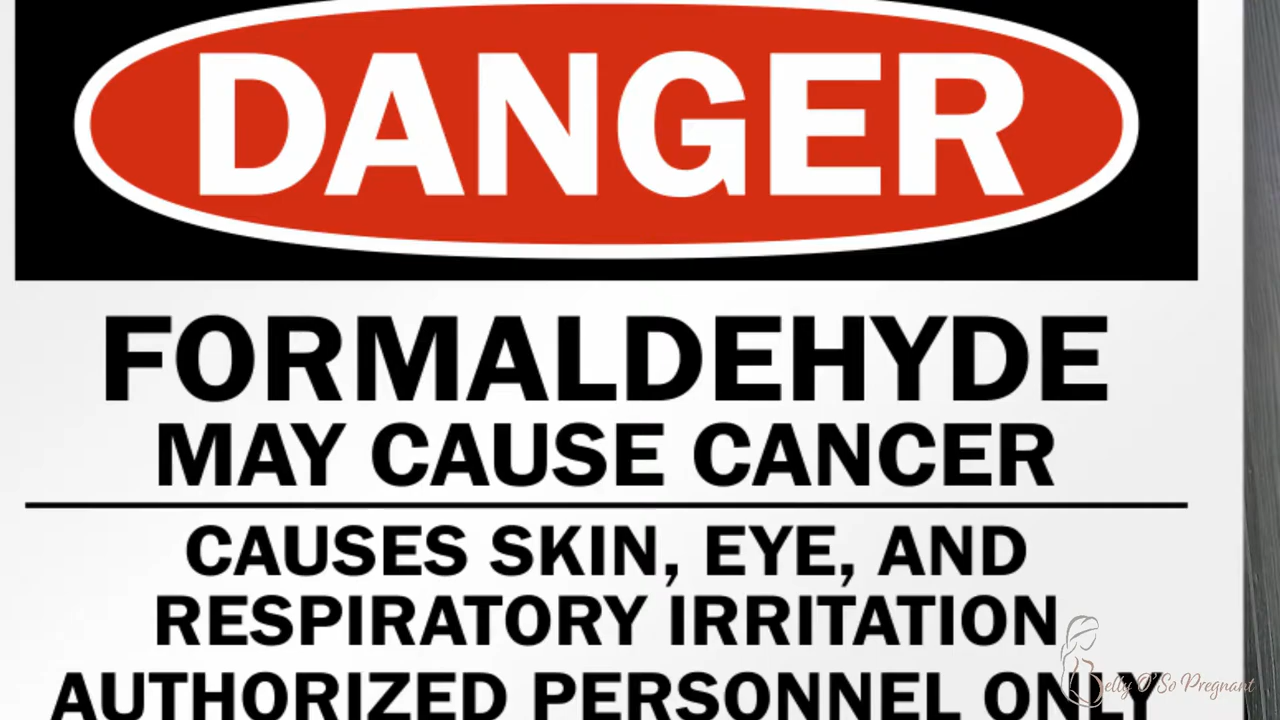 DANGER
FORMALDEHYDE
MAY CAUSE CANCER
CAUSES SKIN, EYE, AND
RESPIRATORY IRRITATION
AUTHORIZED PERSONNEL ONLY
Belly O' So Pregnant